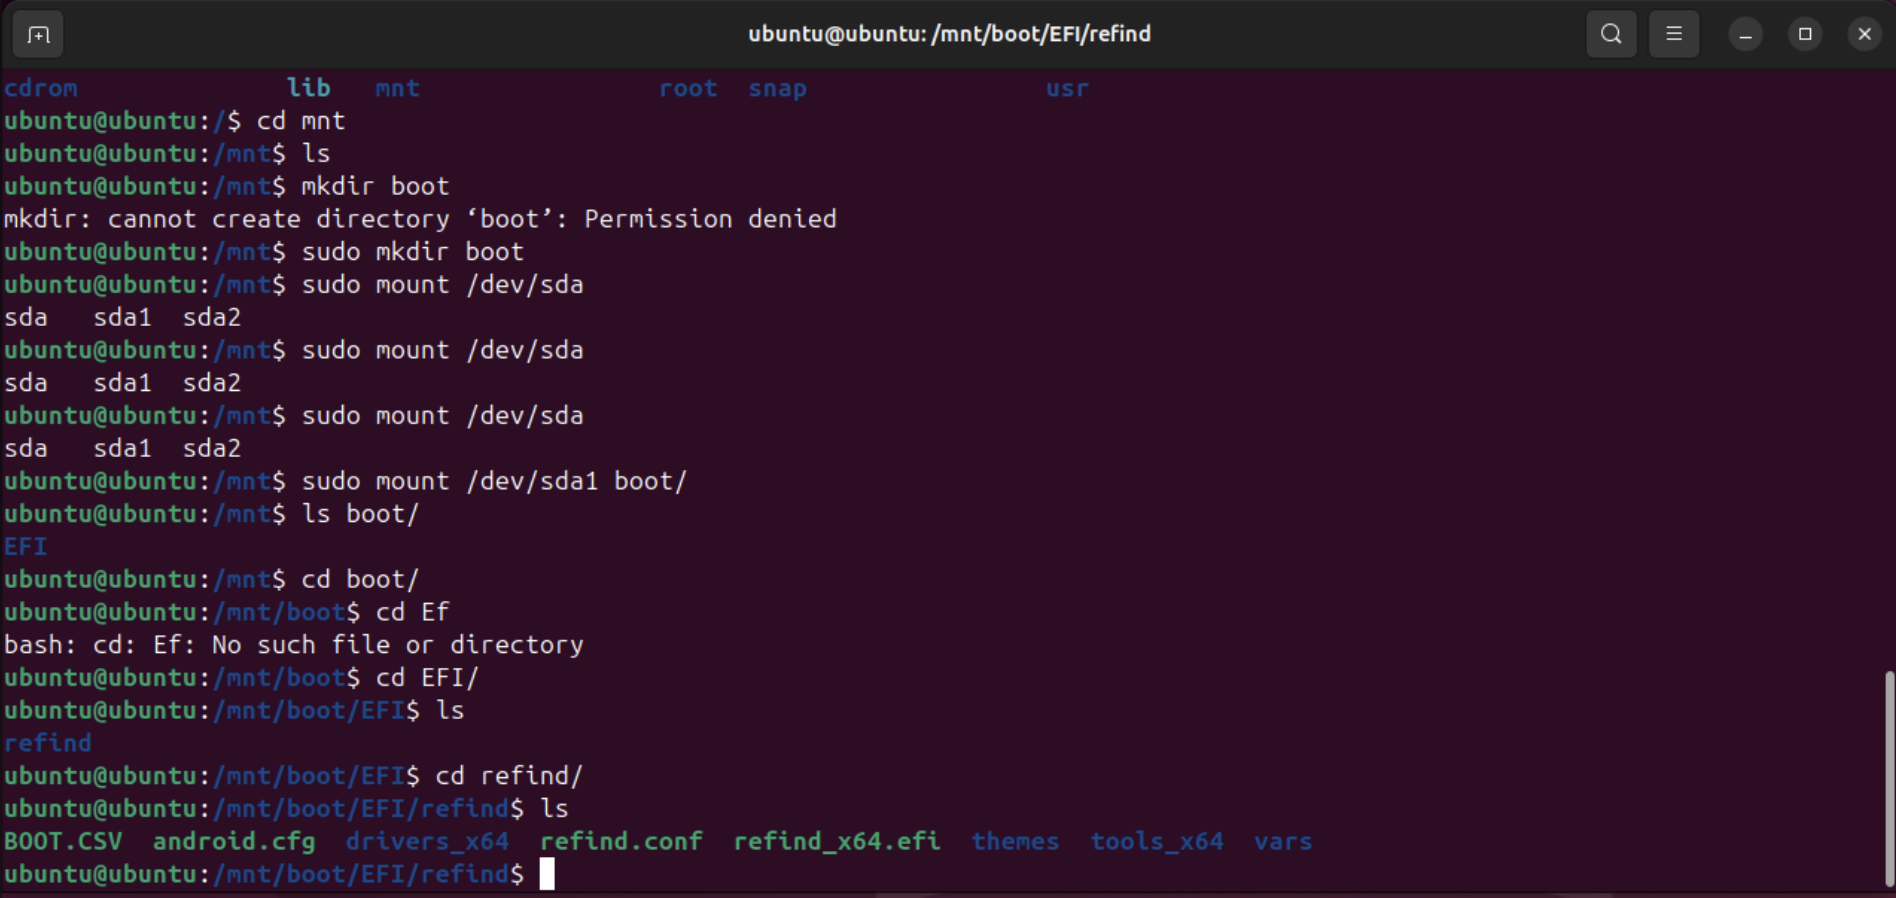 ubuntu@ubuntu: /mnt/boot/EFI/refind
cdrom lib mnt root snap usr
ubuntu@ubuntu:/$ cd mnt
ubuntu@ubuntu:/mnt$ ls
ubuntu@ubuntu:/mnt$ mkdir boot
mkdir: cannot create directory ‘boot’: Permission denied
ubuntu@ubuntu:/mnt$ sudo mkdir boot
ubuntu@ubuntu:/mnt$ sudo mount /dev/sda
sda sda1 sda2
ubuntu@ubuntu:/mnt$ sudo mount /dev/sda
sda sda1 sda2
ubuntu@ubuntu:/mnt$ sudo mount /dev/sda
sda sda1 sda2
ubuntu@ubuntu:/mnt$ sudo mount /dev/sda1 boot/
ubuntu@ubuntu:/mnt$ ls boot/
EFI
ubuntu@ubuntu:/mnt$ cd boot/
ubuntu@ubuntu:/mnt/boot$ cd Ef
bash: cd: Ef: No such file or directory
ubuntu@ubuntu:/mnt/boot$ cd EFI/
ubuntu@ubuntu:/mnt/boot/EFI$ ls
refind
ubuntu@ubuntu:/mnt/boot/EFI$ cd refind/
ubuntu@ubuntu:/mnt/boot/EFI/refind$ ls
BOOT.CSV android.cfg drivers_x64 refind.conf refind_x64.efi themes tools_x64 vars
ubuntu@ubuntu:/mnt/boot/EFI/refind$